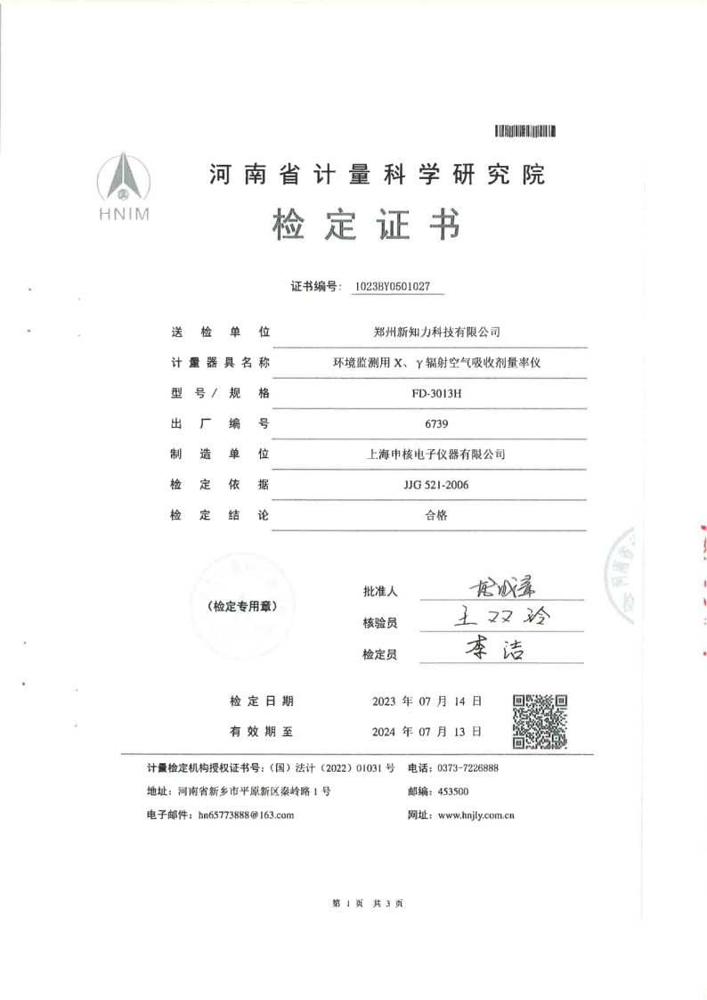 河南省计量科学研究院
HNIM
检定证书
证书编号: 1023BY0501027
送检单位 郑州新知力科技有限公司
计量器具名称 环境监测用 X、γ辐射空气吸收剂量率仪
型号/规格 FD-3013H
出厂编号 6739
制造单位 上海申核电子仪器有限公司
检定依据 JJG 521-2006
检定结论 合格
批准人
(检定专用章)
核验员 王双玲
检定员 李洁
检定日期 2023 年 07 月 14 日
有效期至 2024 年 07 月 13 日
计量检定机构授权证书号:(国)法计(2022)01031 号 电话:0373-7226888
地址:河南省新乡市平原新区秦岭路 1 号 邮编:453500
电子邮件:hn65773888@163.com 网址:www.hnjly.com.cn
第 1 页 共 3 页